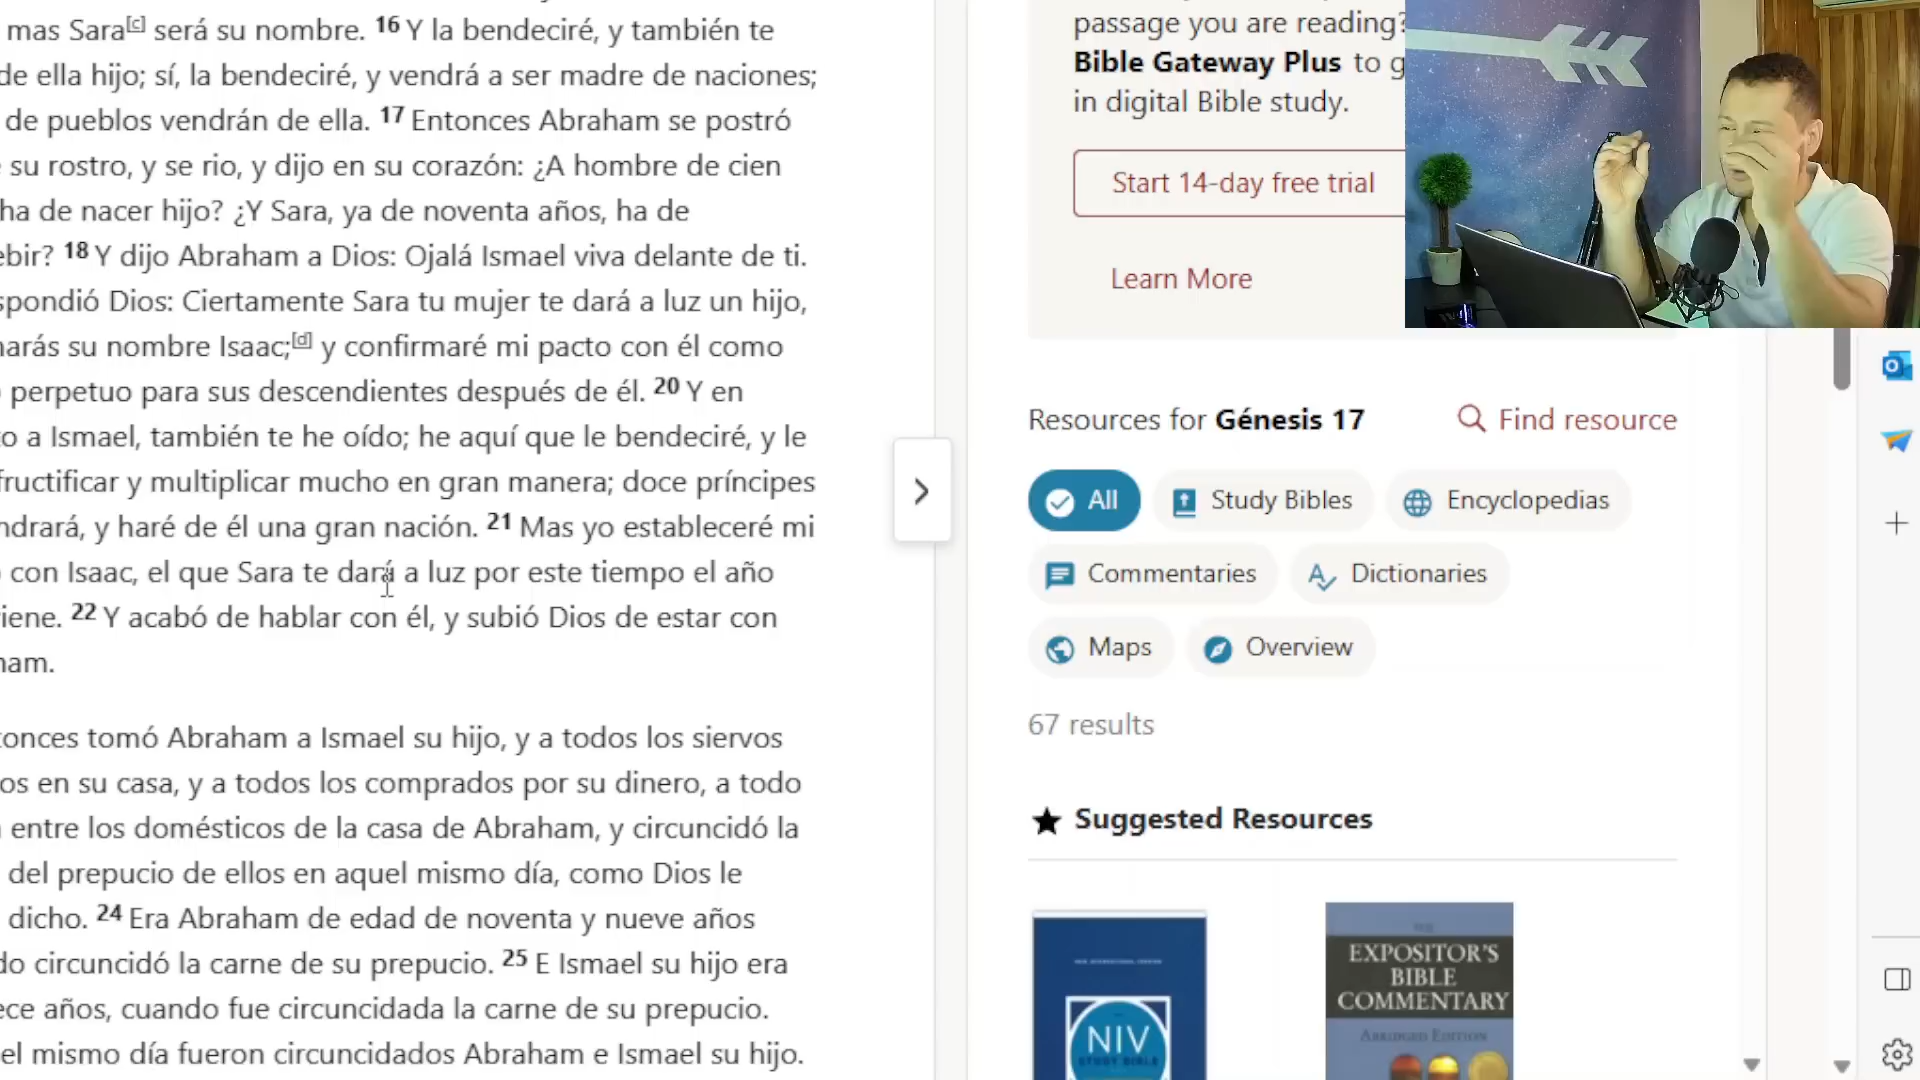 mas Sara[c] será su nombre. 16 Y la bendeciré, y también te
de ella hijo; sí, la bendeciré, y vendrá a ser madre de naciones;
de pueblos vendrán de ella. 17 Entonces Abraham se postró
su rostro, y se rio, y dijo en su corazón: ¿A hombre de cien
ha de nacer hijo? ¿Y Sara, ya de noventa años, ha de
ebir? 18 Y dijo Abraham a Dios: Ojalá Ismael viva delante de ti.
spondió Dios: Ciertamente Sara tu mujer te dará a luz un hijo,
narás su nombre Isaac;[d] y confirmaré mi pacto con él como
perpetuo para sus descendientes después de él. 20 Y en
to a Ismael, también te he oído; he aquí que le bendeciré, y le
fructificar y multiplicar mucho en gran manera; doce príncipes
ndrará, y haré de él una gran nación. 21 Mas yo estableceré mi
con Isaac, el que Sara te dará a luz por este tiempo el año
iene. 22 Y acabó de hablar con él, y subió Dios de estar con
ham.
tonces tomó Abraham a Ismael su hijo, y a todos los siervos
os en su casa, y a todos los comprados por su dinero, a todo
entre los domésticos de la casa de Abraham, y circuncidó la
del prepucio de ellos en aquel mismo día, como Dios le
dicho. 24 Era Abraham de edad de noventa y nueve años
do circuncidó la carne de su prepucio. 25 E Ismael su hijo era
ece años, cuando fue circuncidada la carne de su prepucio.
el mismo día fueron circuncidados Abraham e Ismael su hijo.
passage you are reading?
Bible Gateway Plus to g
in digital Bible study.
Start 14-day free trial
Learn More
Resources for Génesis 17
Find resource
All
Study Bibles
Encyclopedias
Commentaries
Dictionaries
Maps
Overview
67 results
Suggested Resources
NIV
STUDY BIBLE
THE
EXPOSITOR'S
BIBLE
COMMENTARY
ABRIDGED EDITION